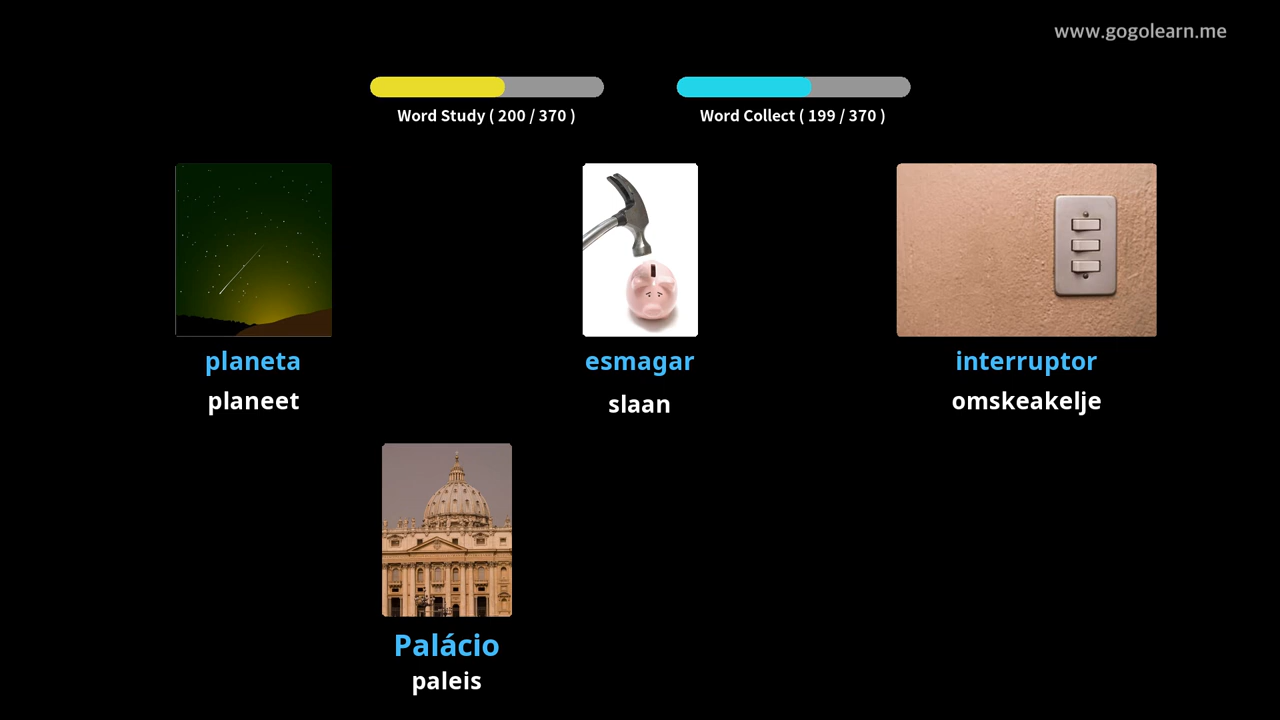 www.gogolearn.me
Word Study ( 200 / 370 )
Word Collect ( 199 / 370 )
planeta
planeet
esmagar
slaan
interruptor
omskeakelje
Palácio
paleis